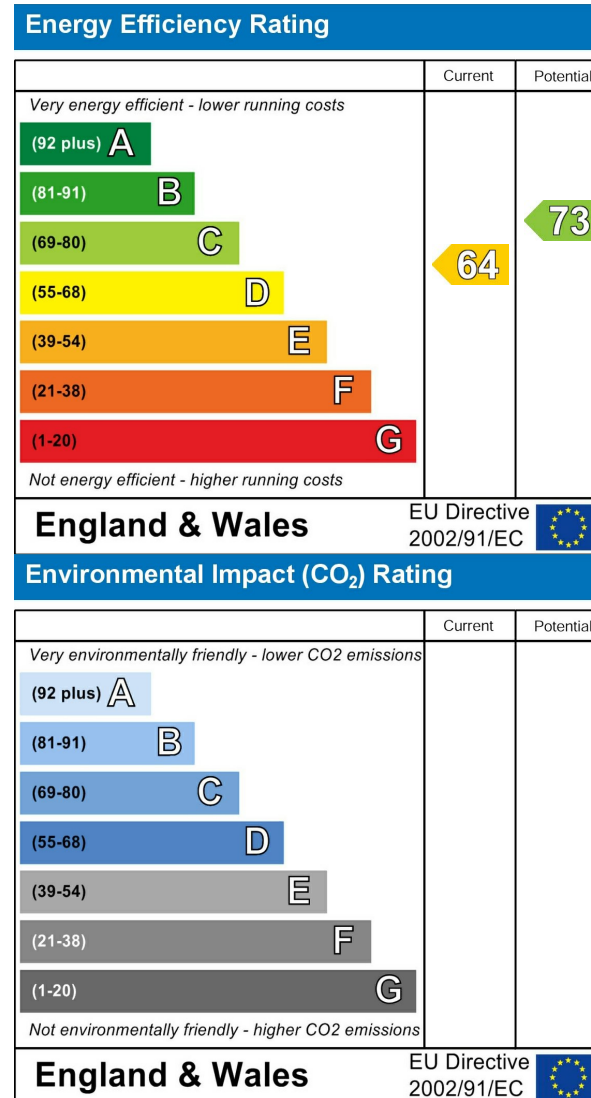 Energy Efficiency Rating
Current Potential
Very energy efficient - lower running costs
(92 plus) A
(81-91) B
(69-80) C
(55-68) D
(39-54) E
(21-38) F
(1-20) G
64
73
Not energy efficient - higher running costs
England & Wales
EU Directive
2002/91/EC
Environmental Impact (CO₂) Rating
Current Potential
Very environmentally friendly - lower CO2 emissions
(92 plus) A
(81-91) B
(69-80) C
(55-68) D
(39-54) E
(21-38) F
(1-20) G
Not environmentally friendly - higher CO2 emissions
England & Wales
EU Directive
2002/91/EC